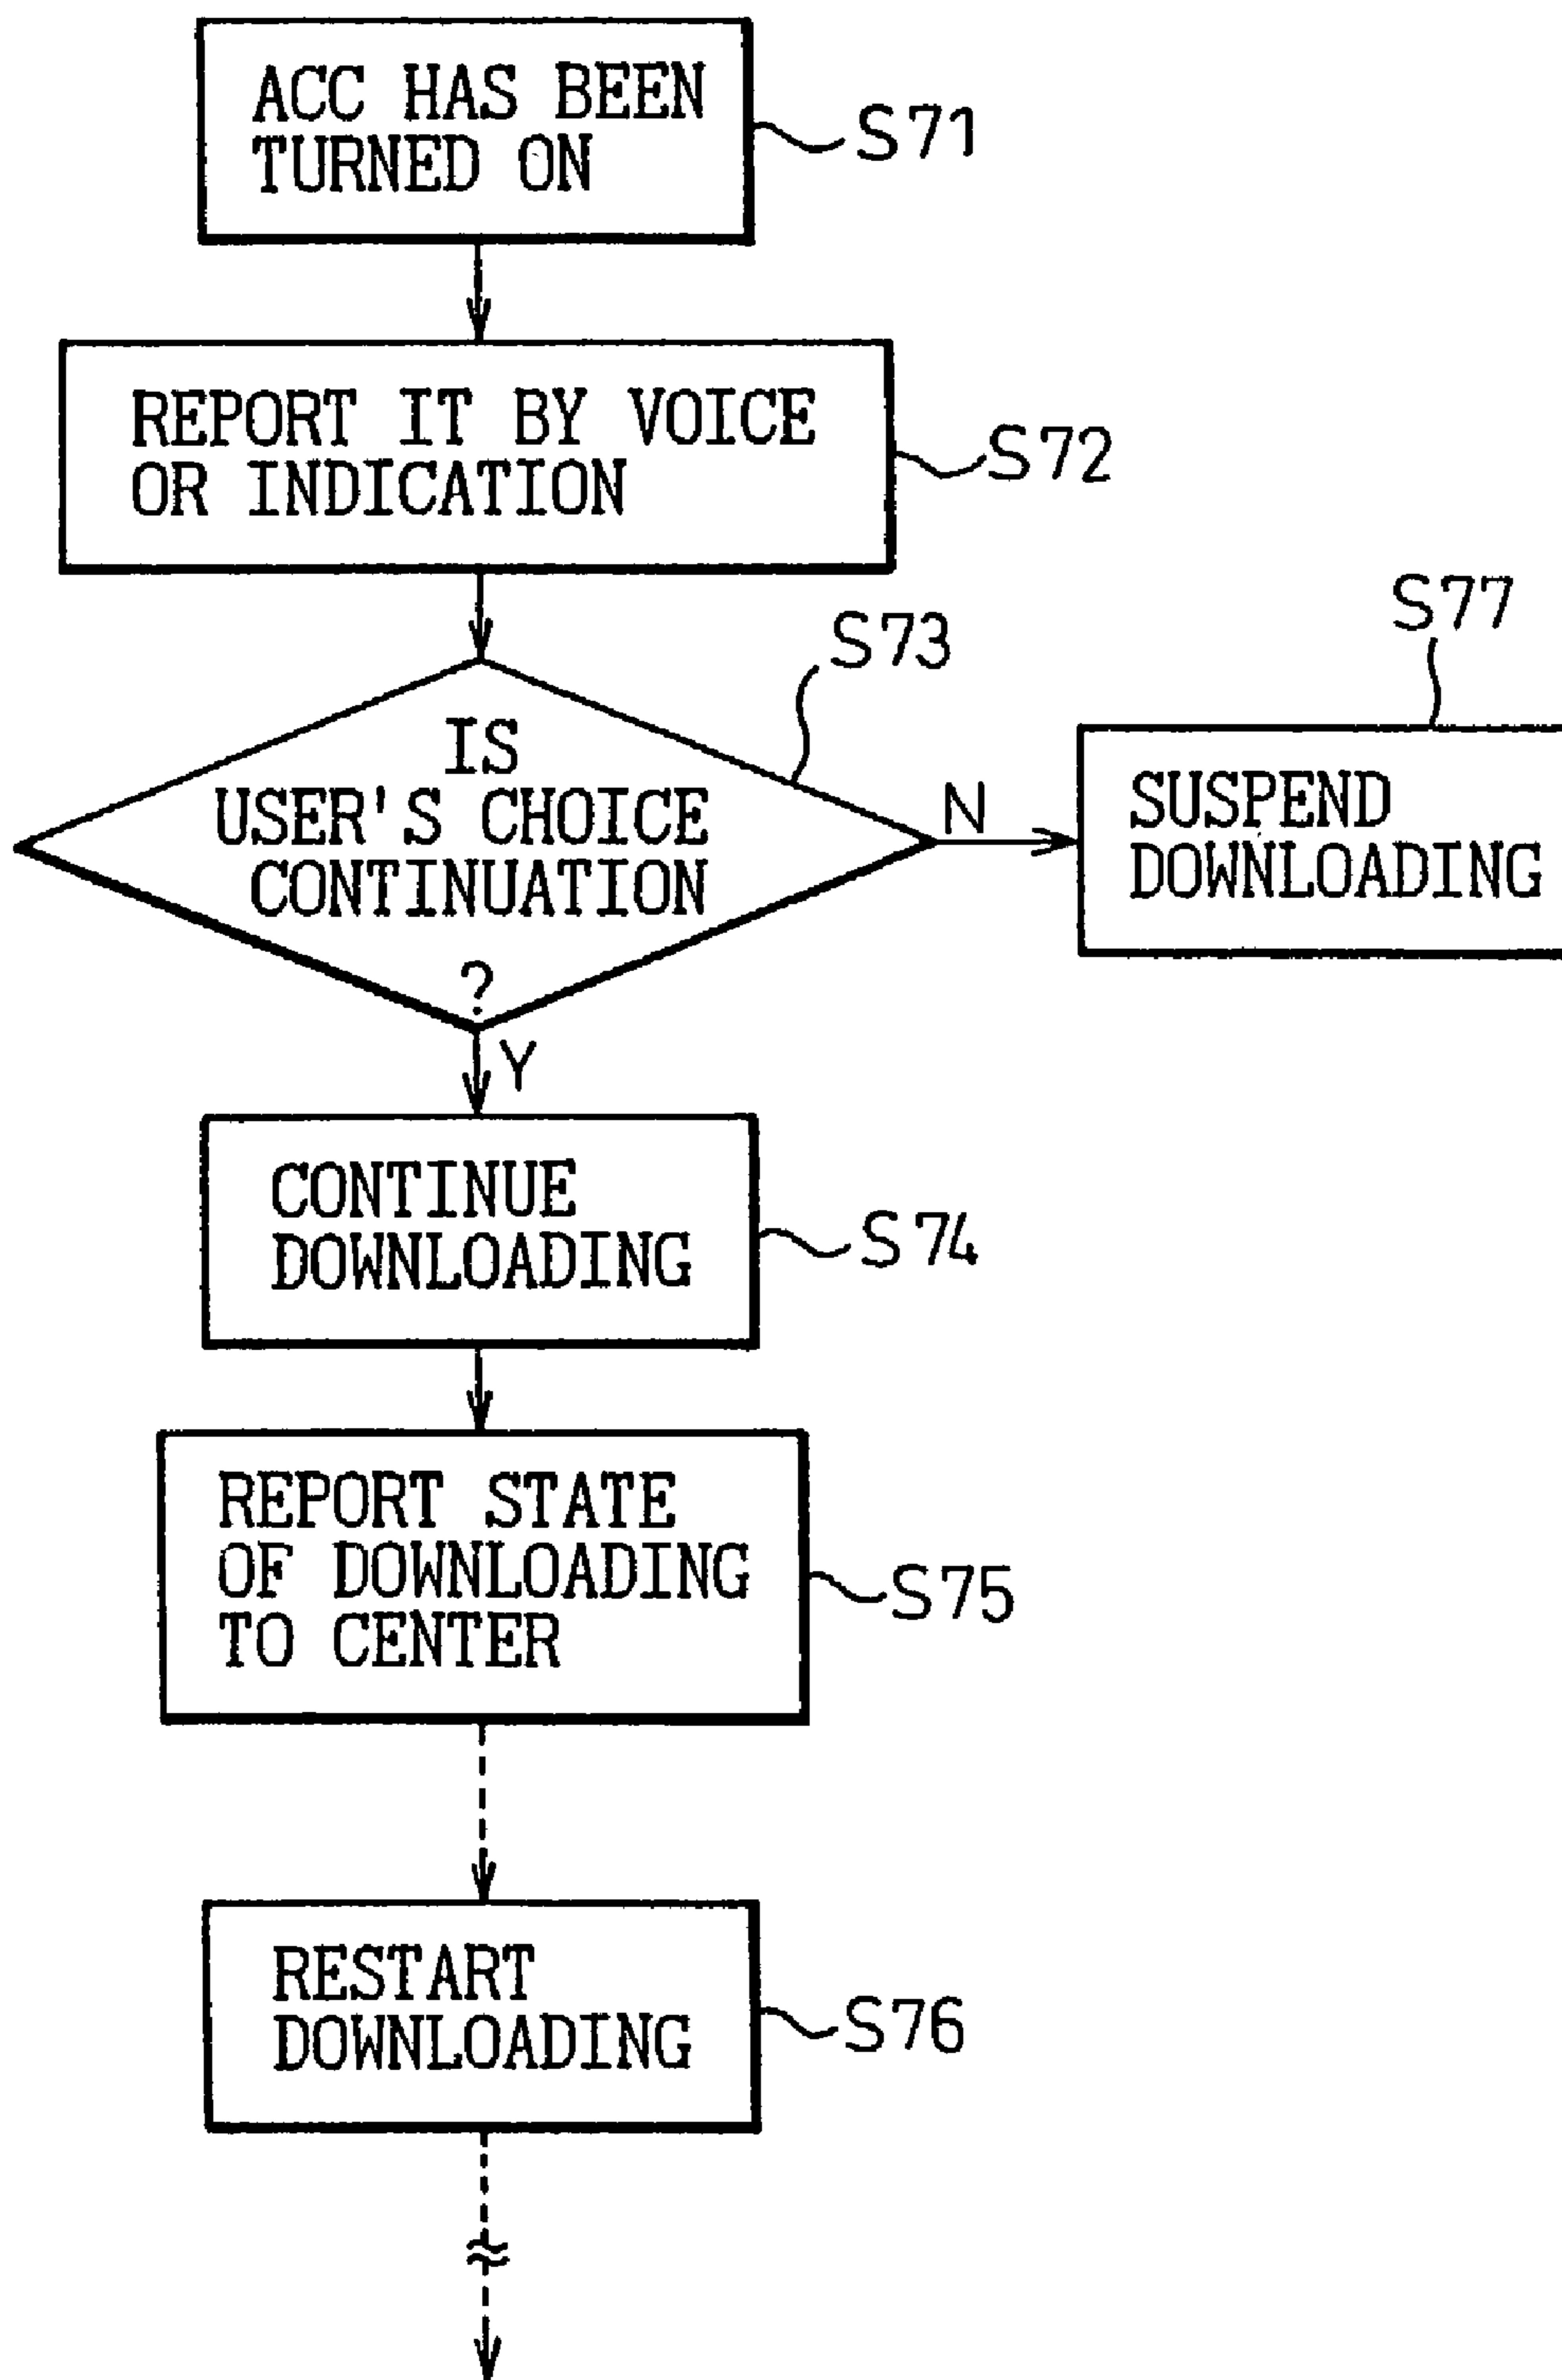 ACC HAS BEEN
TURNED ON
S71
REPORT IT BY VOICE
OR INDICATION
S72
IS
USER'S CHOICE
CONTINUATION
?
S73
N
S77
SUSPEND
DOWNLOADING
Y
CONTINUE
DOWNLOADING
S74
REPORT STATE
OF DOWNLOADING
TO CENTER
S75
RESTART
DOWNLOADING
S76